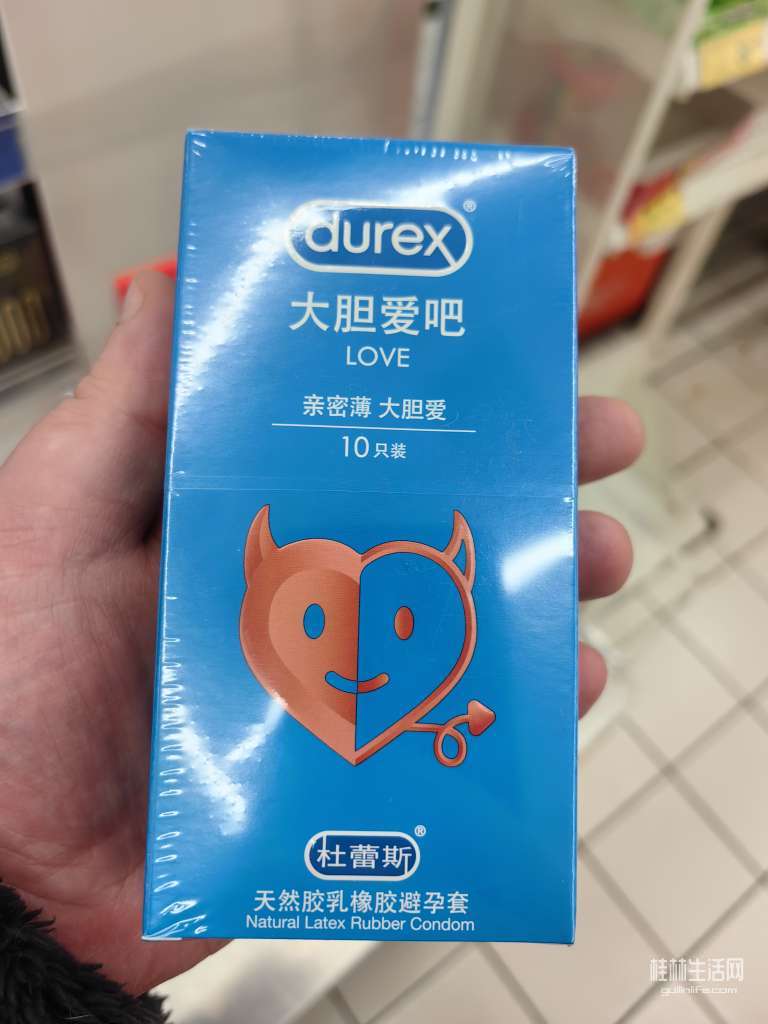 durex®
大胆爱吧
LOVE
亲密薄 大胆爱
10只装
杜蕾斯®
天然胶乳橡胶避孕套
Natural Latex Rubber Condom
桂林生活网
guilinlife.com